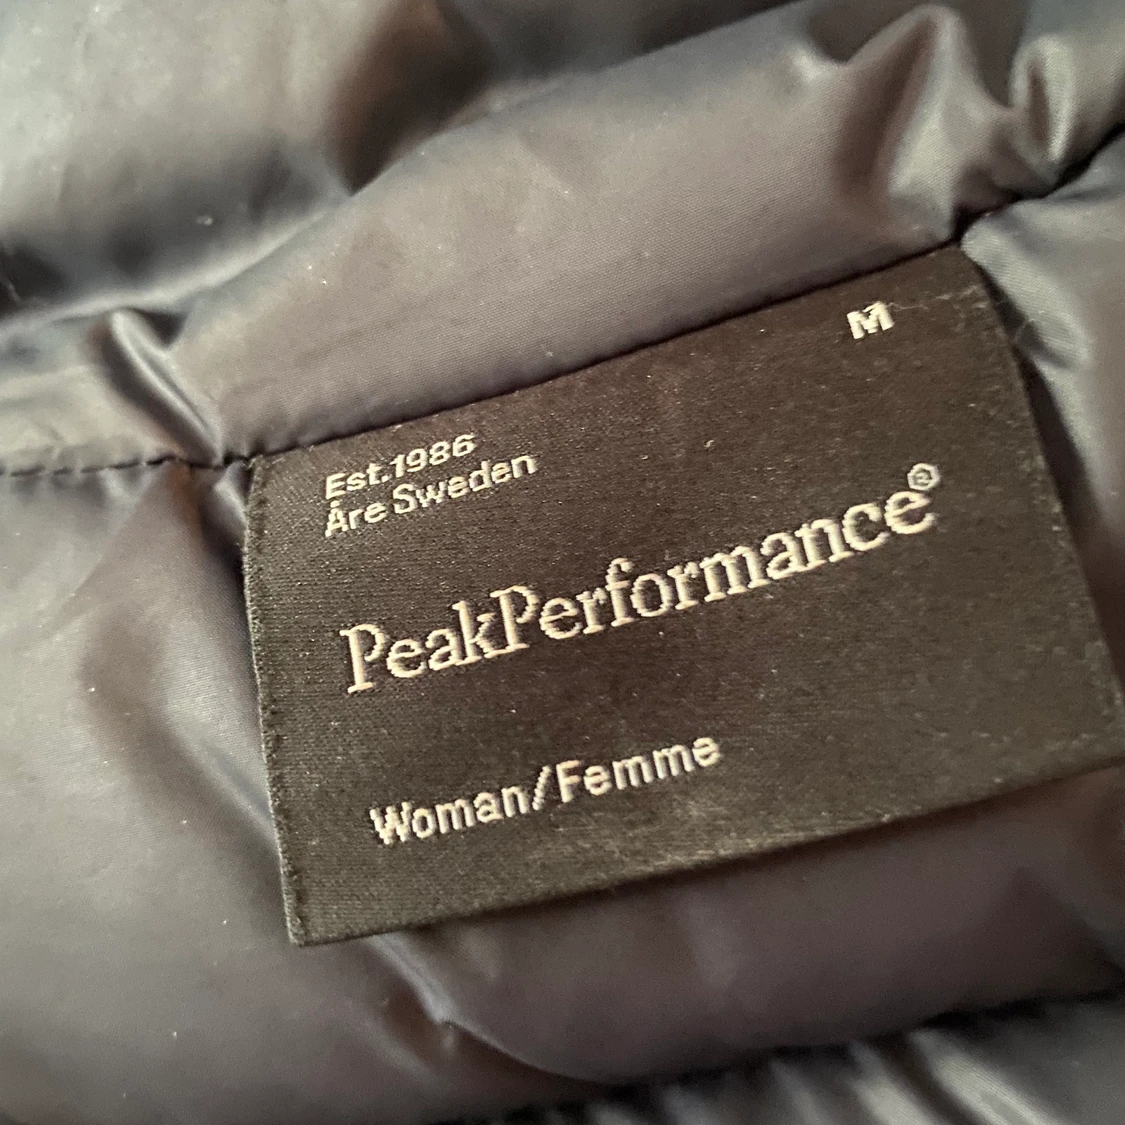 M
Est.1986
Åre Sweden
PeakPerformance®
Woman/Femme